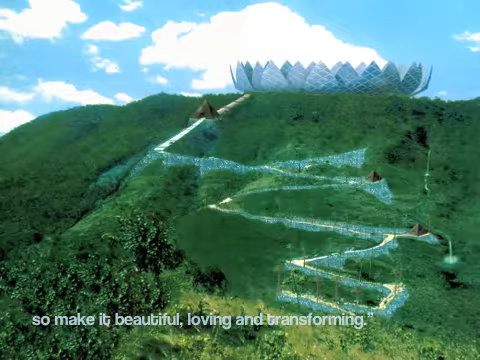 so make it, beautiful, loving and transforming."